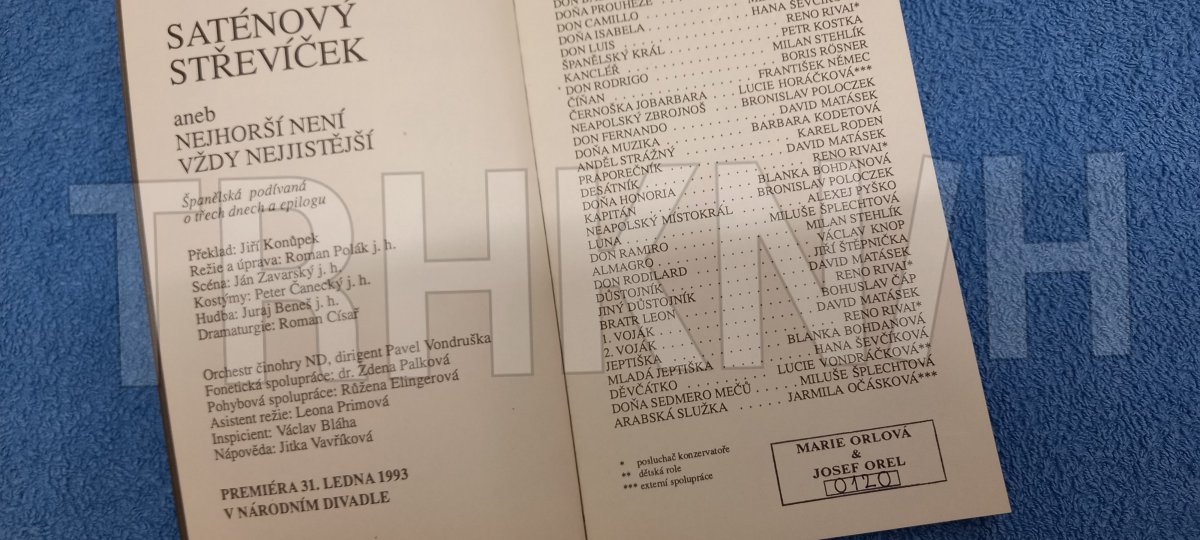 SATÉNOVÝ
STŘEVÍČEK
aneb
NEJHORŠÍ NENÍ
VŽDY NEJJISTĚJŠÍ
Španělská podívaná
o třech dnech a epilogu
Překlad: Jiří Konůpek
Režie a úprava: Roman Polák j. h.
Scéna: Ján Zavarský j. h.
Kostýmy: Peter Čanecký j. h.
Hudba: Juraj Beneš j. h.
Dramaturgie: Roman Císař
Orchestr činohry ND, dirigent Pavel Vondruška
Fonetická spolupráce: dr. Zdena Palková
Pohybová spolupráce: Růžena Elingerová
Asistent režie: Leona Primová
Inspicient: Václav Bláha
Nápověda: Jitka Vavříková
PREMIÉRA 31. LEDNA 1993
V NÁRODNÍM DIVADLE
DOÑA PROUHÈZE
DON CAMILLO
DOÑA ISABELA . . . . . HANA ŠEVČÍKOVÁ
DON LUIS . . . . . RENO RIVAI*
ŠPANĚLSKÝ KRÁL . . . . . PETR KOSTKA
KANCLÉŘ . . . . . MILAN STEHLÍK
DON RODRIGO . . . . . BORIS RÖSNER
ČÍŇAN . . . . . FRANTIŠEK NĚMEC
ČERNOŠKA JOBARBARA . . . . . LUCIE HORÁČKOVÁ***
NEAPOLSKÝ ZBROJNOŠ . . . . . BRONISLAV POLOCZEK
DON FERNANDO . . . . . DAVID MATÁSEK
DOÑA MUZIKA . . . . . BARBARA KODETOVÁ
ANDĚL STRÁŽNÝ . . . . . KAREL RODEN
PRAPOREČNÍK . . . . . DAVID MATÁSEK
DESÁTNÍK . . . . . RENO RIVAI*
DOÑA HONORIA . . . . . BLANKA BOHDANOVÁ
KAPITÁN . . . . . BRONISLAV POLOCZEK
NEAPOLSKÝ MÍSTOKRÁL . . . . . ALEXEJ PYŠKO
LUNA . . . . . MILUŠE ŠPLECHTOVÁ
DON RAMIRO . . . . . MILAN STEHLÍK
ALMAGRO . . . . . VÁCLAV KNOP
DON RODILARD . . . . . JIŘÍ ŠTĚPNIČKA
DŮSTOJNÍK . . . . . DAVID MATÁSEK
JINÝ DŮSTOJNÍK . . . . . RENO RIVAI*
BRATR LEON . . . . . BOHUSLAV ČÁP
1. VOJÁK . . . . . DAVID MATÁSEK
2. VOJÁK . . . . . RENO RIVAI*
JEPTIŠKA . . . . . BLANKA BOHDANOVÁ
MLADÁ JEPTIŠKA . . . . . HANA ŠEVČÍKOVÁ
DĚVČÁTKO . . . . . LUCIE VONDRÁČKOVÁ**
DOÑA SEDMERO MEČŮ . . . . . MILUŠE ŠPLECHTOVÁ
ARABSKÁ SLUŽKA . . . . . JARMILA OČÁSKOVÁ***
* posluchač konzervatoře
** dětská role
*** externí spolupráce
MARIE ORLOVÁ
&
JOSEF OREL
0120
TRHKNVH